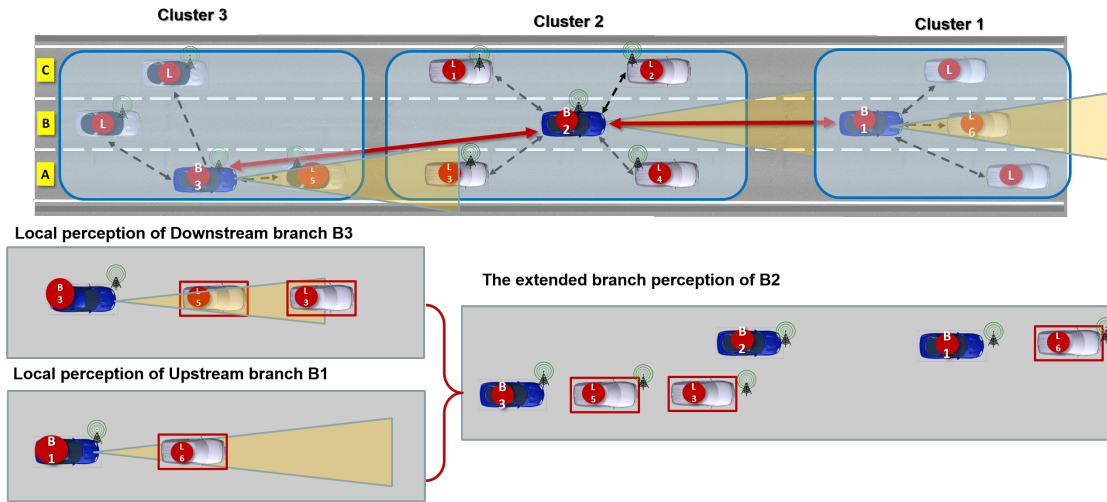 Cluster 3
Cluster 2
Cluster 1
C
L
L
1
L
2
L
B
L
B
2
B
1
L
6
A
B
3
L
5
L
3
L
4
L
Local perception of Downstream branch B3
B
3
L
5
L
3
The extended branch perception of B2
B
2
B
1
L
6
Local perception of Upstream branch B1
B
3
L
5
L
3
B
1
L
6